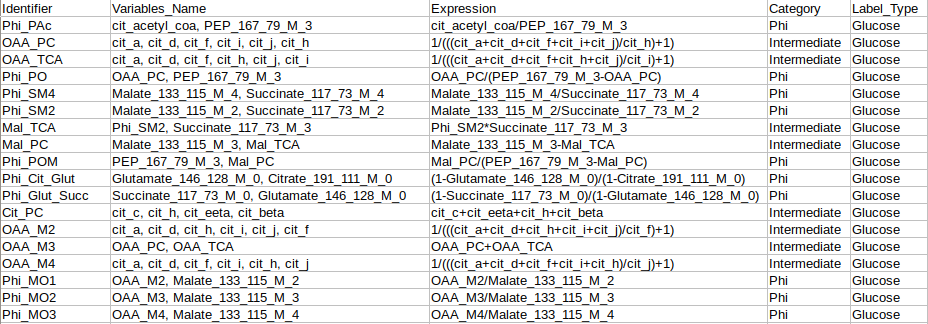 Identifier Variables_Name Expression Category Label_Type
Phi_PAc cit_acetyl_coa, PEP_167_79_M_3 cit_acetyl_coa/PEP_167_79_M_3 Phi Glucose
OAA_PC cit_a, cit_d, cit_f, cit_i, cit_j, cit_h 1/(((cit_a+cit_d+cit_f+cit_i+cit_j)/cit_h)+1) Intermediate Glucose
OAA_TCA cit_a, cit_d, cit_f, cit_h, cit_j, cit_i 1/(((cit_a+cit_d+cit_f+cit_h+cit_j)/cit_i)+1) Intermediate Glucose
Phi_PO OAA_PC, PEP_167_79_M_3 OAA_PC/(PEP_167_79_M_3-OAA_PC) Phi Glucose
Phi_SM4 Malate_133_115_M_4, Succinate_117_73_M_4 Malate_133_115_M_4/Succinate_117_73_M_4 Phi Glucose
Phi_SM2 Malate_133_115_M_2, Succinate_117_73_M_2 Malate_133_115_M_2/Succinate_117_73_M_2 Phi Glucose
Mal_TCA Phi_SM2, Succinate_117_73_M_3 Phi_SM2*Succinate_117_73_M_3 Intermediate Glucose
Mal_PC Malate_133_115_M_3, Mal_TCA Malate_133_115_M_3-Mal_TCA Intermediate Glucose
Phi_POM PEP_167_79_M_3, Mal_PC Mal_PC/(PEP_167_79_M_3-Mal_PC) Phi Glucose
Phi_Cit_Glut Glutamate_146_128_M_0, Citrate_191_111_M_0 (1-Glutamate_146_128_M_0)/(1-Citrate_191_111_M_0) Phi Glucose
Phi_Glut_Succ Succinate_117_73_M_0, Glutamate_146_128_M_0 (1-Succinate_117_73_M_0)/(1-Glutamate_146_128_M_0) Phi Glucose
Cit_PC cit_c, cit_h, cit_eeta, cit_beta cit_c+cit_eeta+cit_h+cit_beta Intermediate Glucose
OAA_M2 cit_a, cit_d, cit_h, cit_i, cit_j, cit_f 1/(((cit_a+cit_d+cit_h+cit_i+cit_j)/cit_f)+1) Intermediate Glucose
OAA_M3 OAA_PC, OAA_TCA OAA_PC+OAA_TCA Intermediate Glucose
OAA_M4 cit_a, cit_d, cit_f, cit_i, cit_h, cit_j 1/(((cit_a+cit_d+cit_f+cit_i+cit_h)/cit_j)+1) Intermediate Glucose
Phi_MO1 OAA_M2, Malate_133_115_M_2 OAA_M2/Malate_133_115_M_2 Phi Glucose
Phi_MO2 OAA_M3, Malate_133_115_M_3 OAA_M3/Malate_133_115_M_3 Phi Glucose
Phi_MO3 OAA_M4, Malate_133_115_M_4 OAA_M4/Malate_133_115_M_4 Phi Glucose